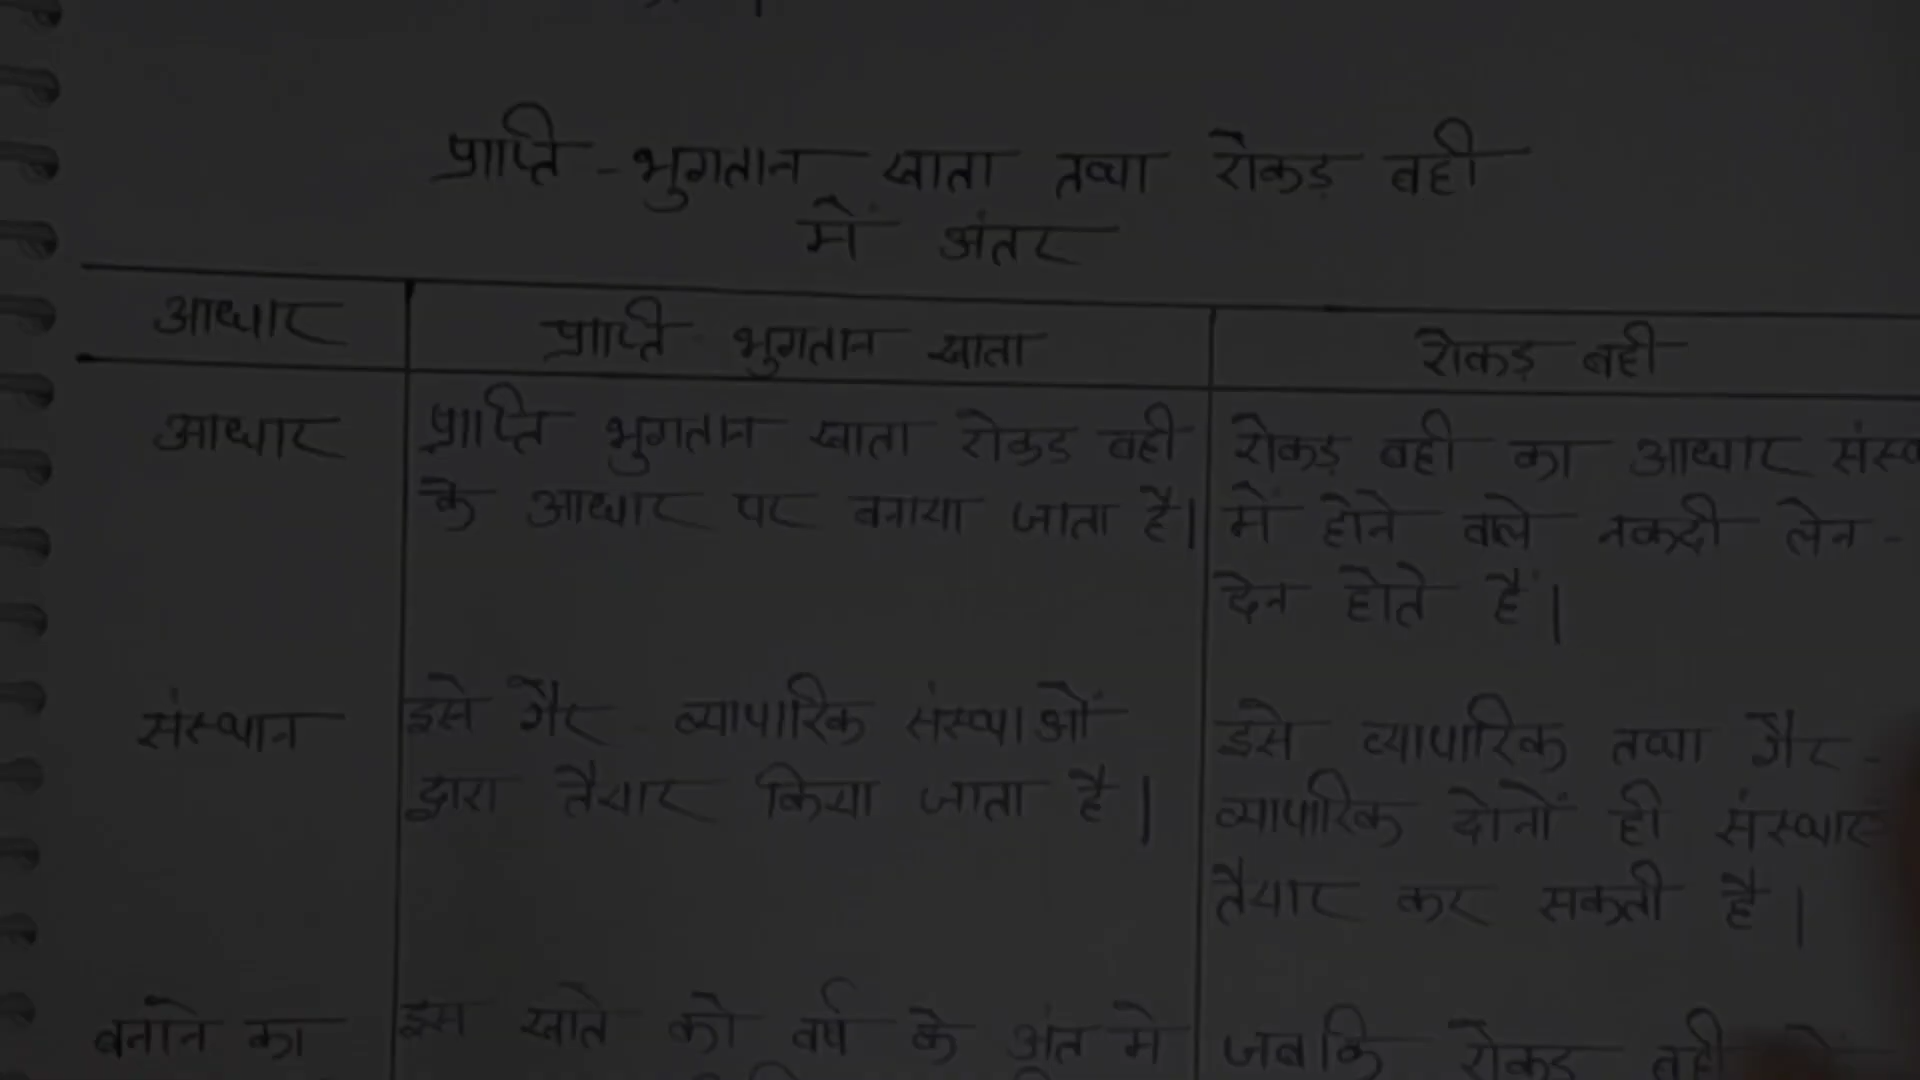 प्राप्ति - भुगतान खाता तथा रोकड़ बही
में अंतर
आधार प्राप्ति भुगतान खाता रोकड़ बही
आधार
प्राप्ति भुगतान खाता रोकड बही
के आधार पर बनाया जाता है।
रोकड़ बही का आधार
में होने वाले नकदी लेन -
देन होते हैं।
संस्थान
इसे गैर व्यापारिक संस्थाओं
द्वारा तैयार किया जाता है।
इसे व्यापारिक तथा गैर -
व्यापारिक दोनों ही
तैयार कर सकती है।
बनाने का
इस खाते को वर्ष के अंत मे
जबकि रोकड बही